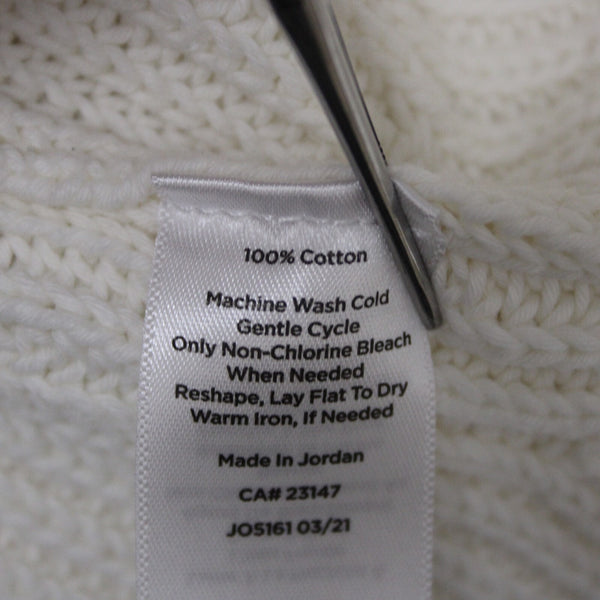 100% Cotton
Machine Wash Cold
Gentle Cycle
Only Non-Chlorine Bleach
When Needed
Reshape, Lay Flat To Dry
Warm Iron, If Needed
Made In Jordan
CA# 23147
JO5161 03/21